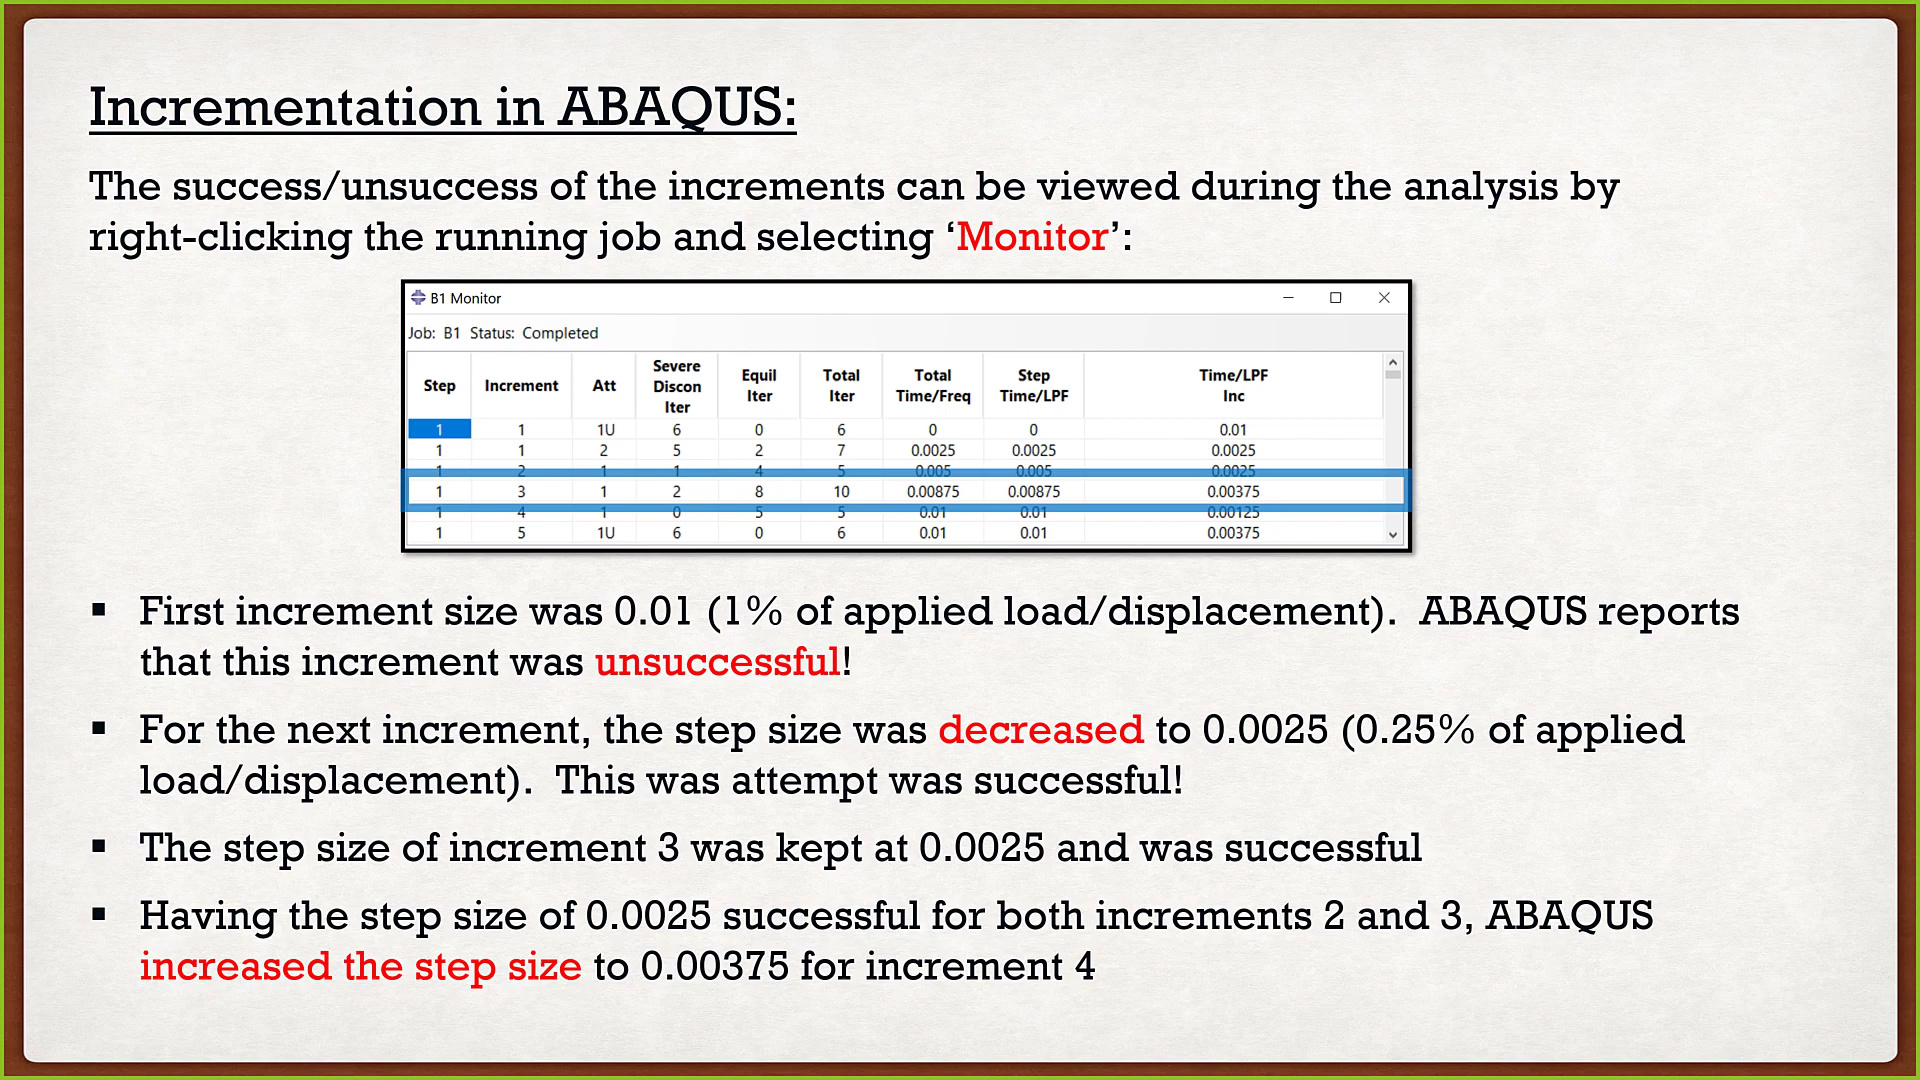 Incrementation in ABAQUS:
The success/unsuccess of the increments can be viewed during the analysis by
right-clicking the running job and selecting ‘Monitor’:
B1 Monitor
Job: B1 Status: Completed
Step Increment Att Severe Discon Iter Equil Iter Total Iter Total Time/Freq Step Time/LPF Time/LPF Inc
1 1 1U 6 0 6 0 0 0.01
1 1 2 5 2 7 0.0025 0.0025 0.0025
1 2 1 1 4 5 0.005 0.005 0.0025
1 3 1 2 8 10 0.00875 0.00875 0.00375
1 4 1 0 5 5 0.01 0.01 0.00125
1 5 1U 6 0 6 0.01 0.01 0.00375
▪ First increment size was 0.01 (1% of applied load/displacement). ABAQUS reports
that this increment was unsuccessful!
▪ For the next increment, the step size was decreased to 0.0025 (0.25% of applied
load/displacement). This was attempt was successful!
▪ The step size of increment 3 was kept at 0.0025 and was successful
▪ Having the step size of 0.0025 successful for both increments 2 and 3, ABAQUS
increased the step size to 0.00375 for increment 4